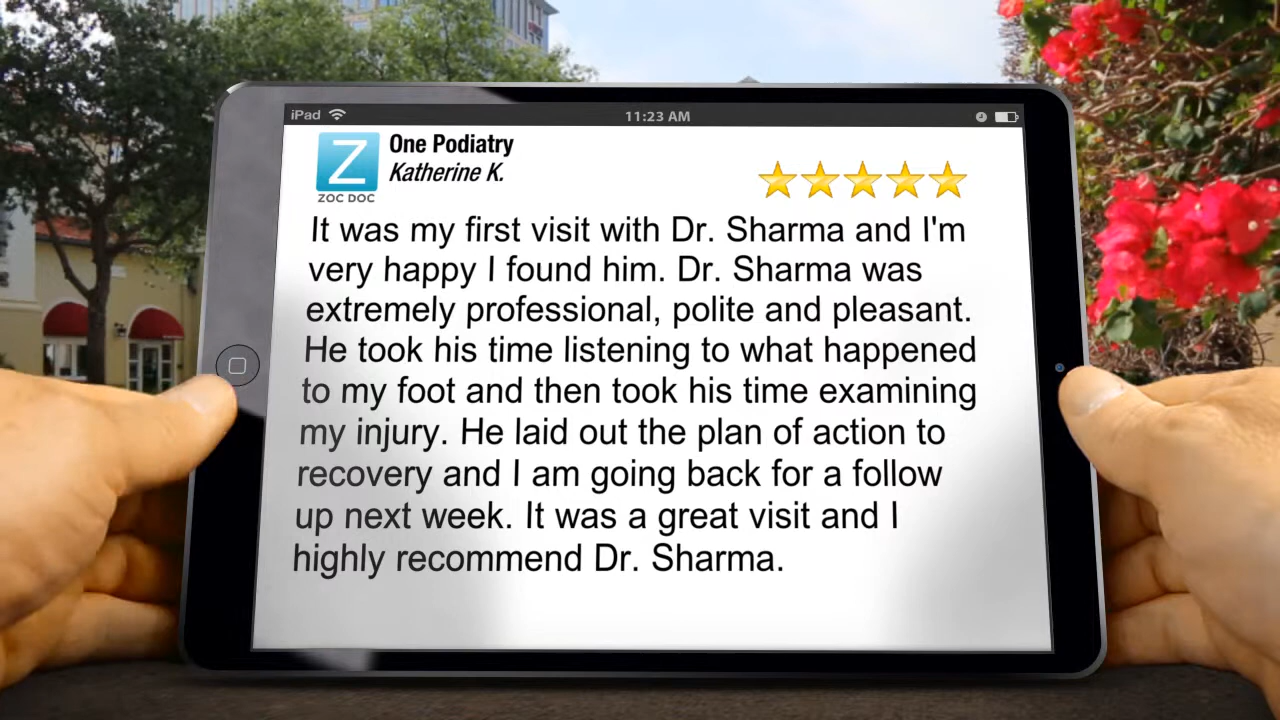 iPad 11:23 AM
Z
ZOC DOC
One Podiatry
Katherine K.
It was my first visit with Dr. Sharma and I'm
very happy I found him. Dr. Sharma was
extremely professional, polite and pleasant.
He took his time listening to what happened
to my foot and then took his time examining
my injury. He laid out the plan of action to
recovery and I am going back for a follow
up next week. It was a great visit and I
highly recommend Dr. Sharma.